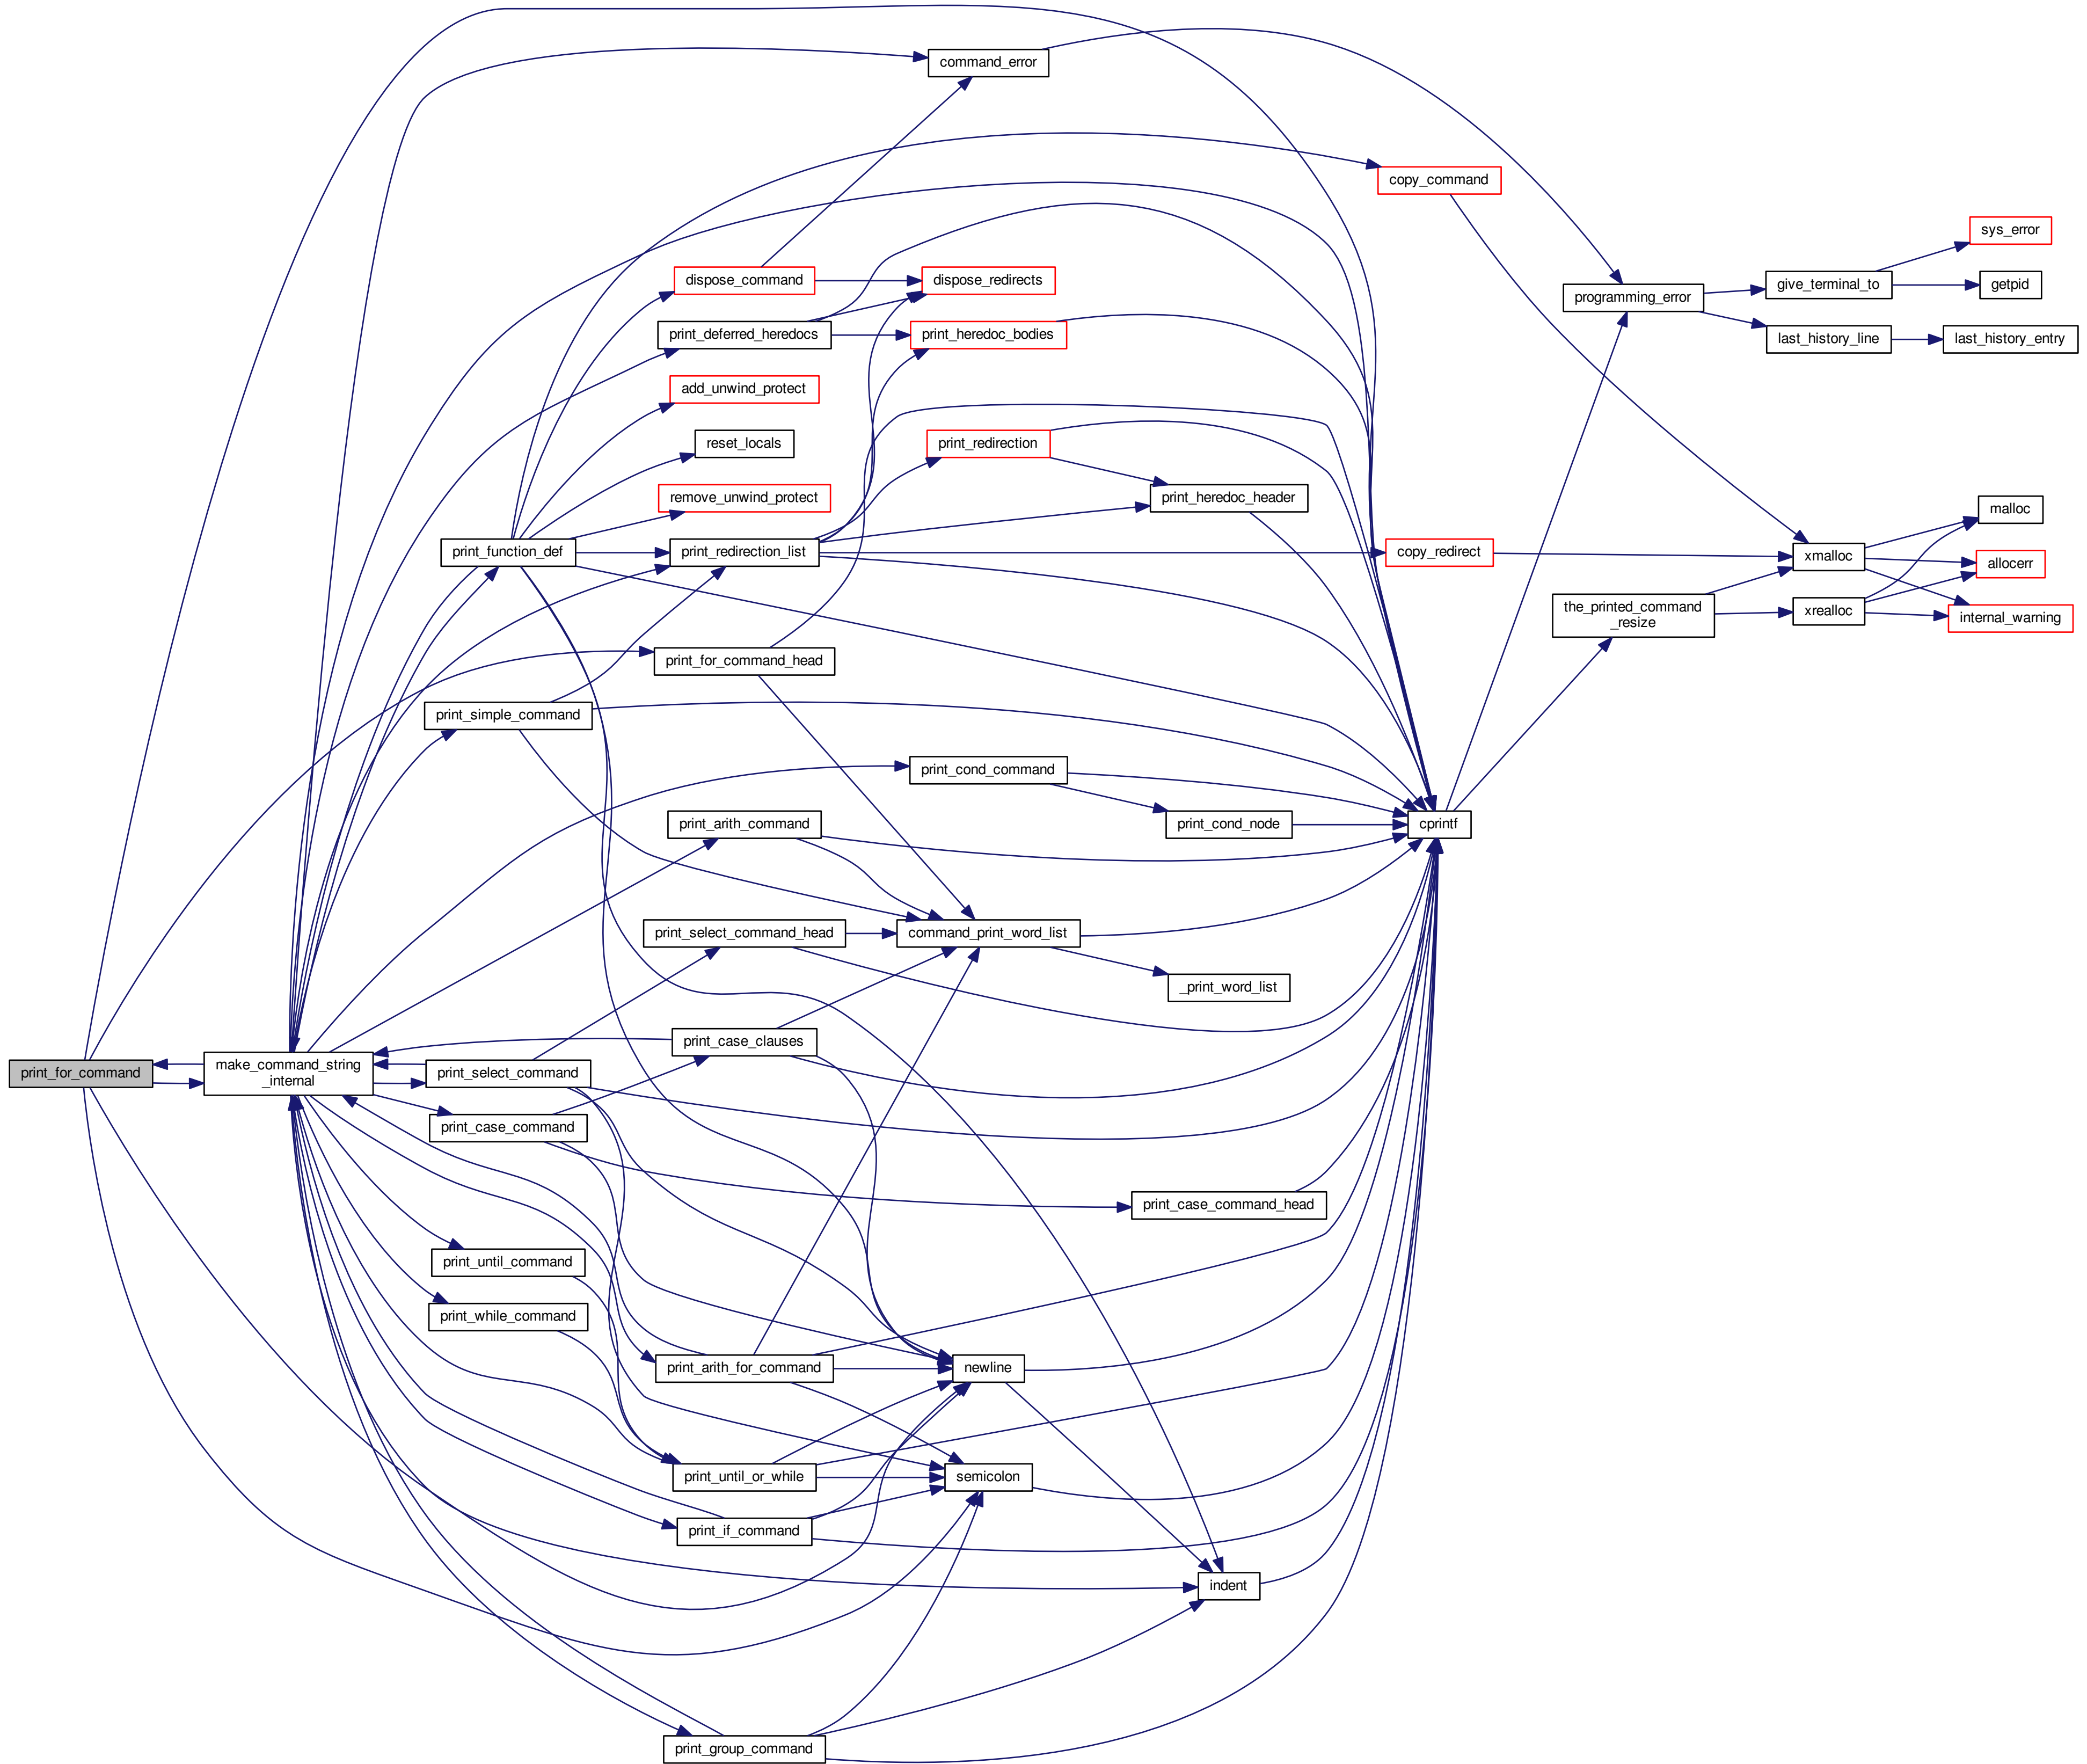 command_error
copy_command
sys_error
dispose_command
dispose_redirects
give_terminal_to
getpid
programming_error
print_deferred_heredocs
print_heredoc_bodies
last_history_line
last_history_entry
add_unwind_protect
reset_locals
print_redirection
remove_unwind_protect
print_heredoc_header
malloc
print_function_def
print_redirection_list
copy_redirect
xmalloc
allocerr
the_printed_command
_resize
xrealloc
internal_warning
print_for_command_head
print_simple_command
print_cond_command
print_arith_command
print_cond_node
cprintf
print_select_command_head
command_print_word_list
_print_word_list
print_case_clauses
print_for_command
make_command_string
_internal
print_select_command
print_case_command
print_case_command_head
print_until_command
print_while_command
print_arith_for_command
newline
print_until_or_while
semicolon
print_if_command
indent
print_group_command